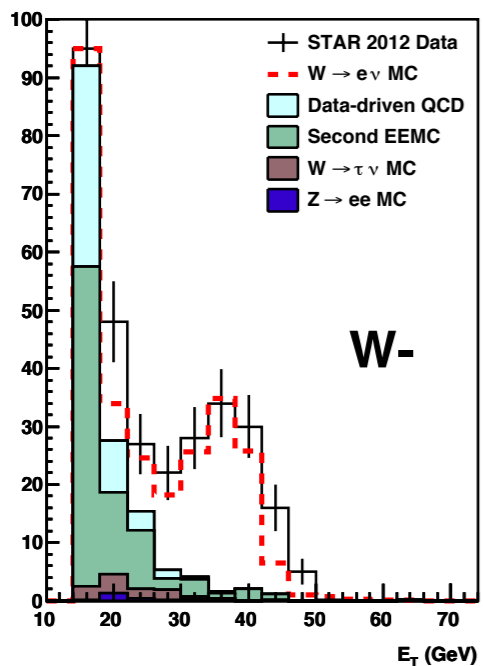 100
90
80
70
60
50
40
30
20
10
0
STAR 2012 Data
W → e ν MC
Data-driven QCD
Second EEMC
W → τ ν MC
Z → ee MC
W-
10 20 30 40 50 60 70
E_T (GeV)